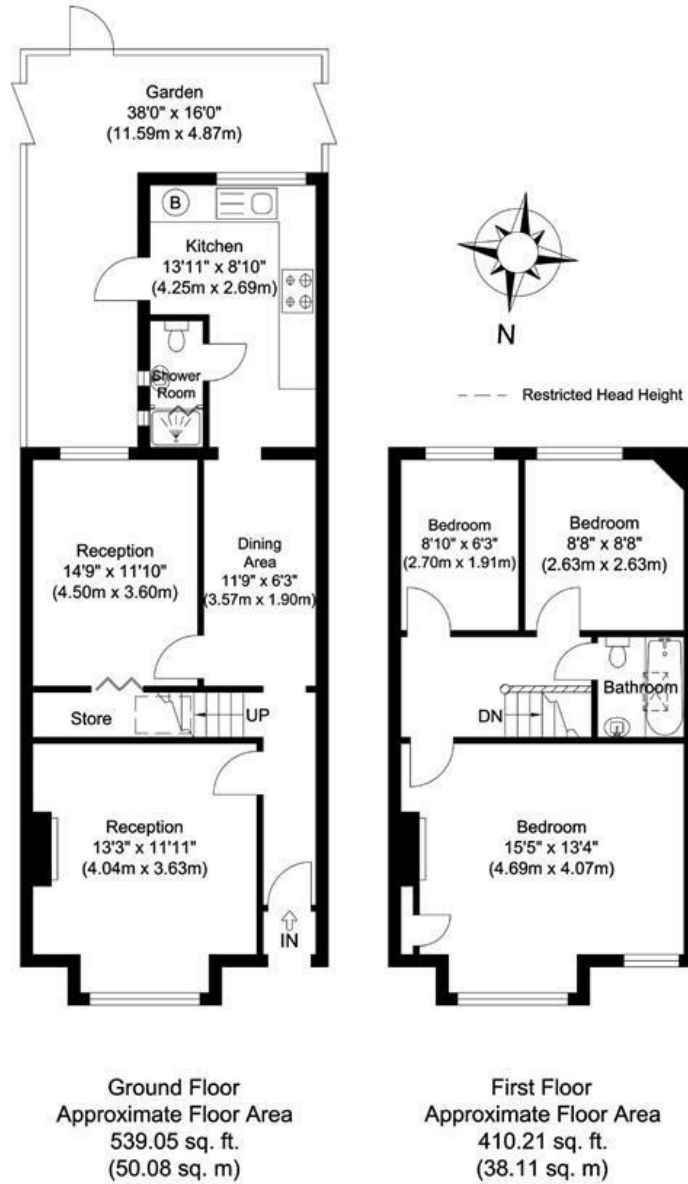 Garden
38'0" x 16'0"
(11.59m x 4.87m)
B
Kitchen
13'11" x 8'10"
(4.25m x 2.69m)
N
Shower
Room
Restricted Head Height
Reception
14'9" x 11'10"
(4.50m x 3.60m)
Dining
Area
11'9" x 6'3"
(3.57m x 1.90m)
Bedroom
8'10" x 6'3"
(2.70m x 1.91m)
Bedroom
8'8" x 8'8"
(2.63m x 2.63m)
Store
UP
DN
Bathroom
Reception
13'3" x 11'11"
(4.04m x 3.63m)
IN
Bedroom
15'5" x 13'4"
(4.69m x 4.07m)
Ground Floor
Approximate Floor Area
539.05 sq. ft.
(50.08 sq. m)
First Floor
Approximate Floor Area
410.21 sq. ft.
(38.11 sq. m)